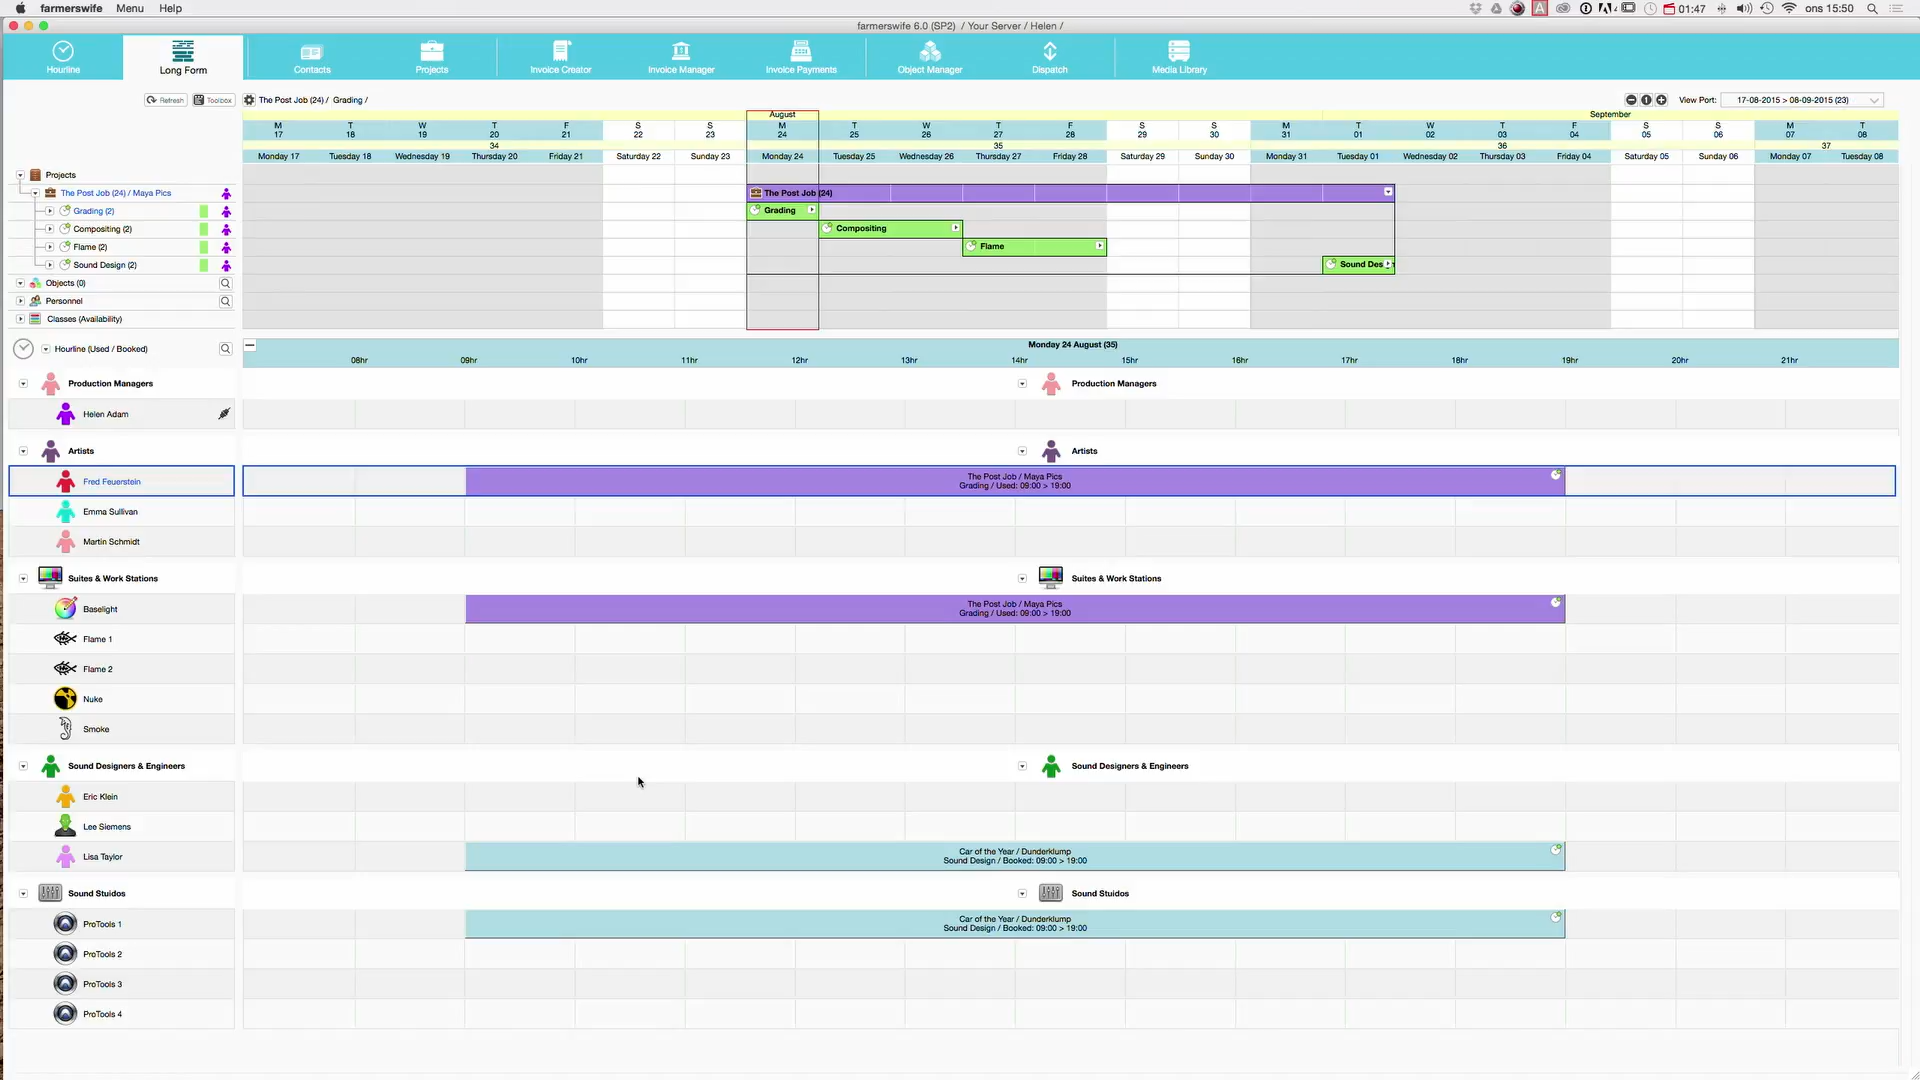 farmerswife Menu Help 01:47 ons 15:50
farmerswife 6.0 (SP2) / Your Server / Helen /
Hourline Long Form Contacts Projects Invoice Creator Invoice Manager Invoice Payments Object Manager Dispatch Media Library
Refresh Toolbox The Post Job (24) / Grading / View Port: 17-08-2015 > 08-09-2015 (23)
August September
M T W T F S S M T W T F S S M T W T F S S M T
17 18 19 20 21 22 23 24 25 26 27 28 29 30 31 01 02 03 04 05 06 07 08
34 35 36 37
Monday 17 Tuesday 18 Wednesday 19 Thursday 20 Friday 21 Saturday 22 Sunday 23 Monday 24 Tuesday 25 Wednesday 26 Thursday 27 Friday 28 Saturday 29 Sunday 30 Monday 31 Tuesday 01 Wednesday 02 Thursday 03 Friday 04 Saturday 05 Sunday 06 Monday 07 Tuesday 08
Projects
The Post Job (24) / Maya Pics The Post Job (24)
Grading (2) Grading
Compositing (2) Compositing
Flame (2) Flame
Sound Design (2) Sound Des
Objects (0)
Personnel
Classes (Availability)
Hourline (Used / Booked) Monday 24 August (35)
08hr 09hr 10hr 11hr 12hr 13hr 14hr 15hr 16hr 17hr 18hr 19hr 20hr 21hr
Production Managers Production Managers
Helen Adam
Artists Artists
Fred Feuerstein
The Post Job / Maya Pics
Grading / Used: 09:00 > 19:00
Emma Sullivan
Martin Schmidt
Suites & Work Stations Suites & Work Stations
Baselight
The Post Job / Maya Pics
Grading / Used: 09:00 > 19:00
Flame 1
Flame 2
Nuke
Smoke
Sound Designers & Engineers Sound Designers & Engineers
Eric Klein
Lee Siemens
Lisa Taylor
Car of the Year / Dunderklump
Sound Design / Booked: 09:00 > 19:00
Sound Stuidos Sound Stuidos
ProTools 1
Car of the Year / Dunderklump
Sound Design / Booked: 09:00 > 19:00
ProTools 2
ProTools 3
ProTools 4